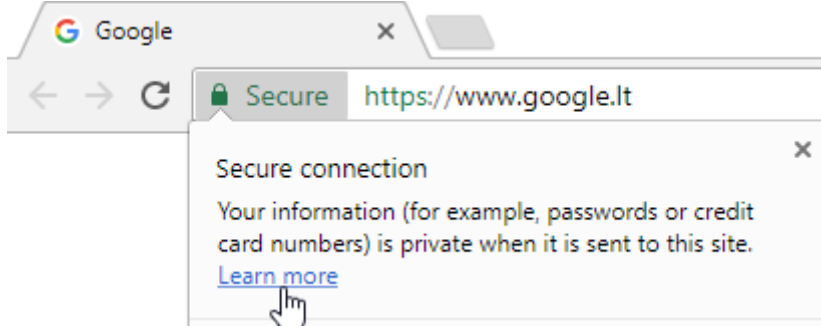 Google
Secure https://www.google.lt
Secure connection
Your information (for example, passwords or credit
card numbers) is private when it is sent to this site.
Learn more